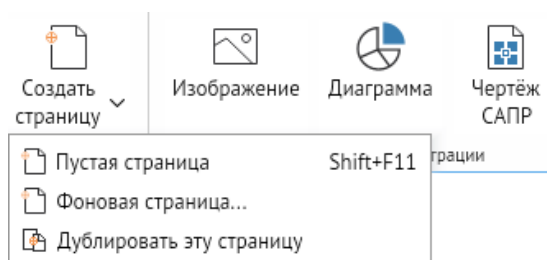 Создать
страницу
Изображение
Диаграмма
Чертёж
САПР
Пустая страница Shift+F11
Фоновая страница...
Дублировать эту страницу